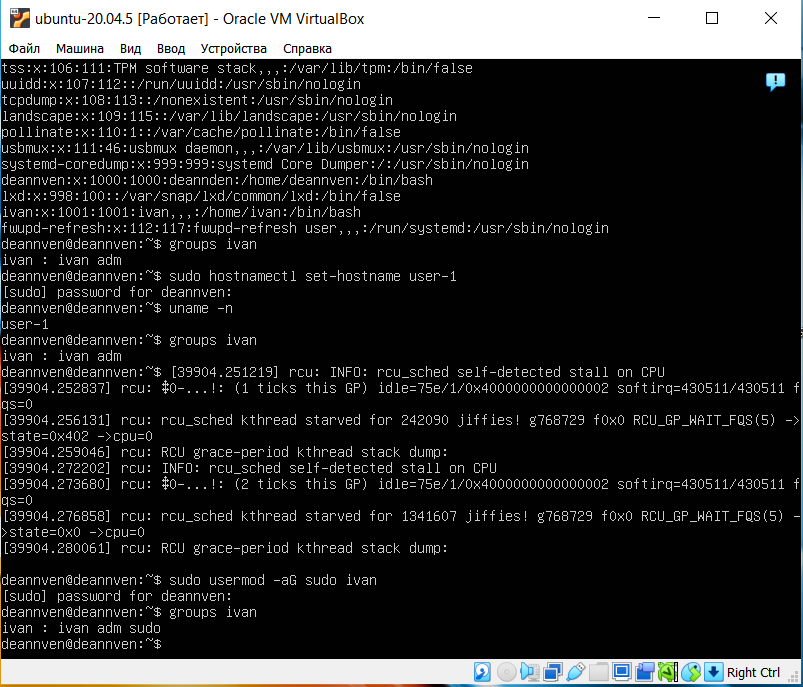 ubuntu-20.04.5 [Работает] - Oracle VM VirtualBox
Файл Машина Вид Ввод Устройства Справка
tss:x:106:111:TPM software stack,,,:/var/lib/tpm:/bin/false
uuidd:x:107:112::/run/uuidd:/usr/sbin/nologin
tcpdump:x:108:113::/nonexistent:/usr/sbin/nologin
landscape:x:109:115::/var/lib/landscape:/usr/sbin/nologin
pollinate:x:110:1::/var/cache/pollinate:/bin/false
usbmux:x:111:46:usbmux daemon,,,:/var/lib/usbmux:/usr/sbin/nologin
systemd-coredump:x:999:999:systemd Core Dumper:/:/usr/sbin/nologin
deannven:x:1000:1000:deannden:/home/deannven:/bin/bash
lxd:x:998:100::/var/snap/lxd/common/lxd:/bin/false
ivan:x:1001:1001:ivan,,,:/home/ivan:/bin/bash
fwupd-refresh:x:112:117:fwupd-refresh user,,,:/run/systemd:/usr/sbin/nologin
deannven@deannven:~$ groups ivan
ivan : ivan adm
deannven@deannven:~$ sudo hostnamectl set-hostname user-1
[sudo] password for deannven:
deannven@deannven:~$ uname -n
user-1
deannven@deannven:~$ groups ivan
ivan : ivan adm
deannven@deannven:~$ [39904.251219] rcu: INFO: rcu_sched self-detected stall on CPU
[39904.252837] rcu: ‡0-...!: (1 ticks this GP) idle=75e/1/0x4000000000000002 softirq=430511/430511 f
qs=0
[39904.256131] rcu: rcu_sched kthread starved for 242090 jiffies! g768729 f0x0 RCU_GP_WAIT_FQS(5) ->
state=0x402 ->cpu=0
[39904.259046] rcu: RCU grace-period kthread stack dump:
[39904.272202] rcu: INFO: rcu_sched self-detected stall on CPU
[39904.273680] rcu: ‡0-...!: (2 ticks this GP) idle=75e/1/0x4000000000000002 softirq=430511/430511 f
qs=0
[39904.276858] rcu: rcu_sched kthread starved for 1341607 jiffies! g768729 f0x0 RCU_GP_WAIT_FQS(5) -
>state=0x0 ->cpu=0
[39904.280061] rcu: RCU grace-period kthread stack dump:
deannven@deannven:~$ sudo usermod -aG sudo ivan
[sudo] password for deannven:
deannven@deannven:~$ groups ivan
ivan : ivan adm sudo
deannven@deannven:~$
Right Ctrl